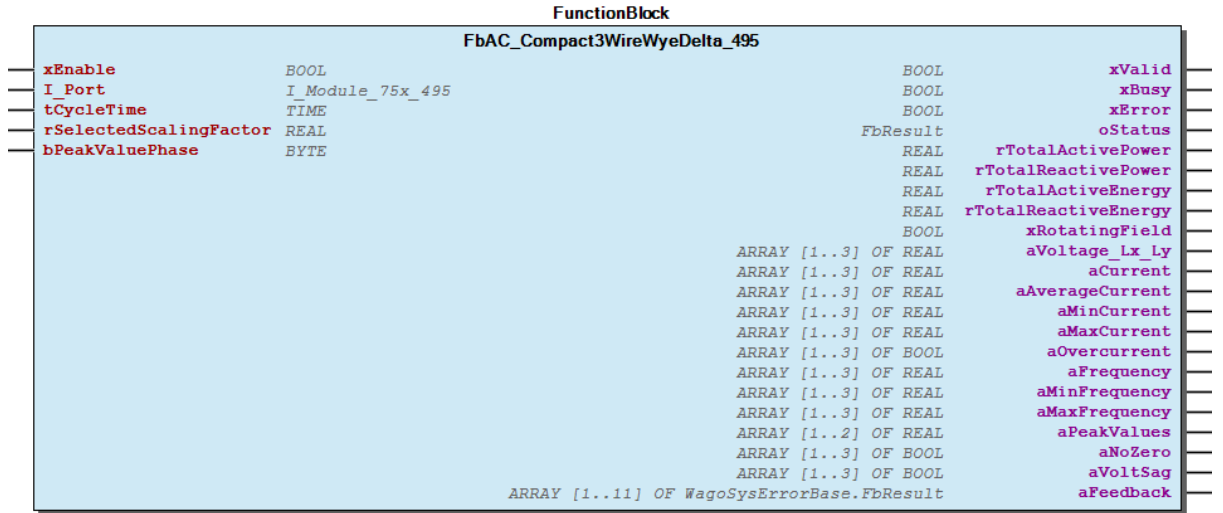 FunctionBlock
FbAC_Compact3WireWyeDelta_495
xEnable BOOL BOOL xValid
I_Port I_Module_75x_495 BOOL xBusy
tCycleTime TIME BOOL xError
rSelectedScalingFactor REAL FbResult oStatus
bPeakValuePhase BYTE REAL rTotalActivePower
REAL rTotalReactivePower
REAL rTotalActiveEnergy
REAL rTotalReactiveEnergy
BOOL xRotatingField
ARRAY [1..3] OF REAL aVoltage_Lx_Ly
ARRAY [1..3] OF REAL aCurrent
ARRAY [1..3] OF REAL aAverageCurrent
ARRAY [1..3] OF REAL aMinCurrent
ARRAY [1..3] OF REAL aMaxCurrent
ARRAY [1..3] OF BOOL aOvercurrent
ARRAY [1..3] OF REAL aFrequency
ARRAY [1..3] OF REAL aMinFrequency
ARRAY [1..3] OF REAL aMaxFrequency
ARRAY [1..2] OF REAL aPeakValues
ARRAY [1..3] OF BOOL aNoZero
ARRAY [1..3] OF BOOL aVoltSag
ARRAY [1..11] OF WagoSysErrorBase.FbResult aFeedback